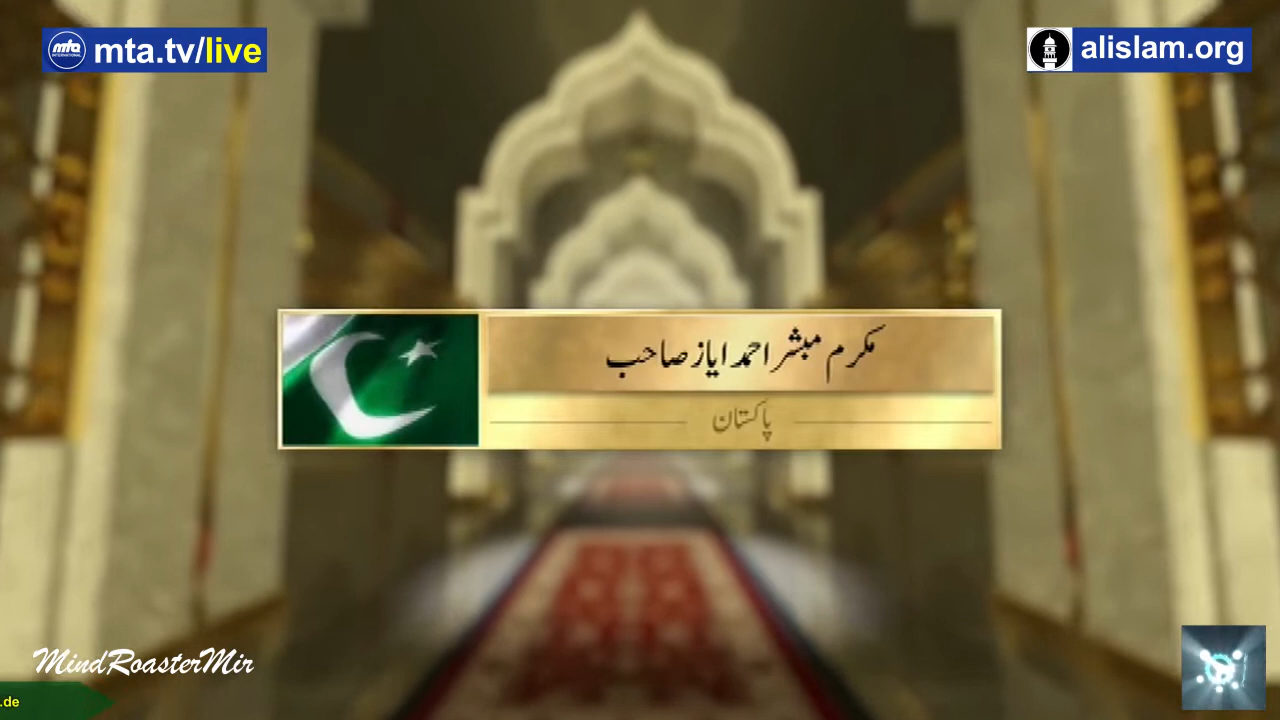 mta.tv/live
alislam.org
مکرم مبشر احمد ایاز صاحب
پاکستان
MindRoasterMir
.de